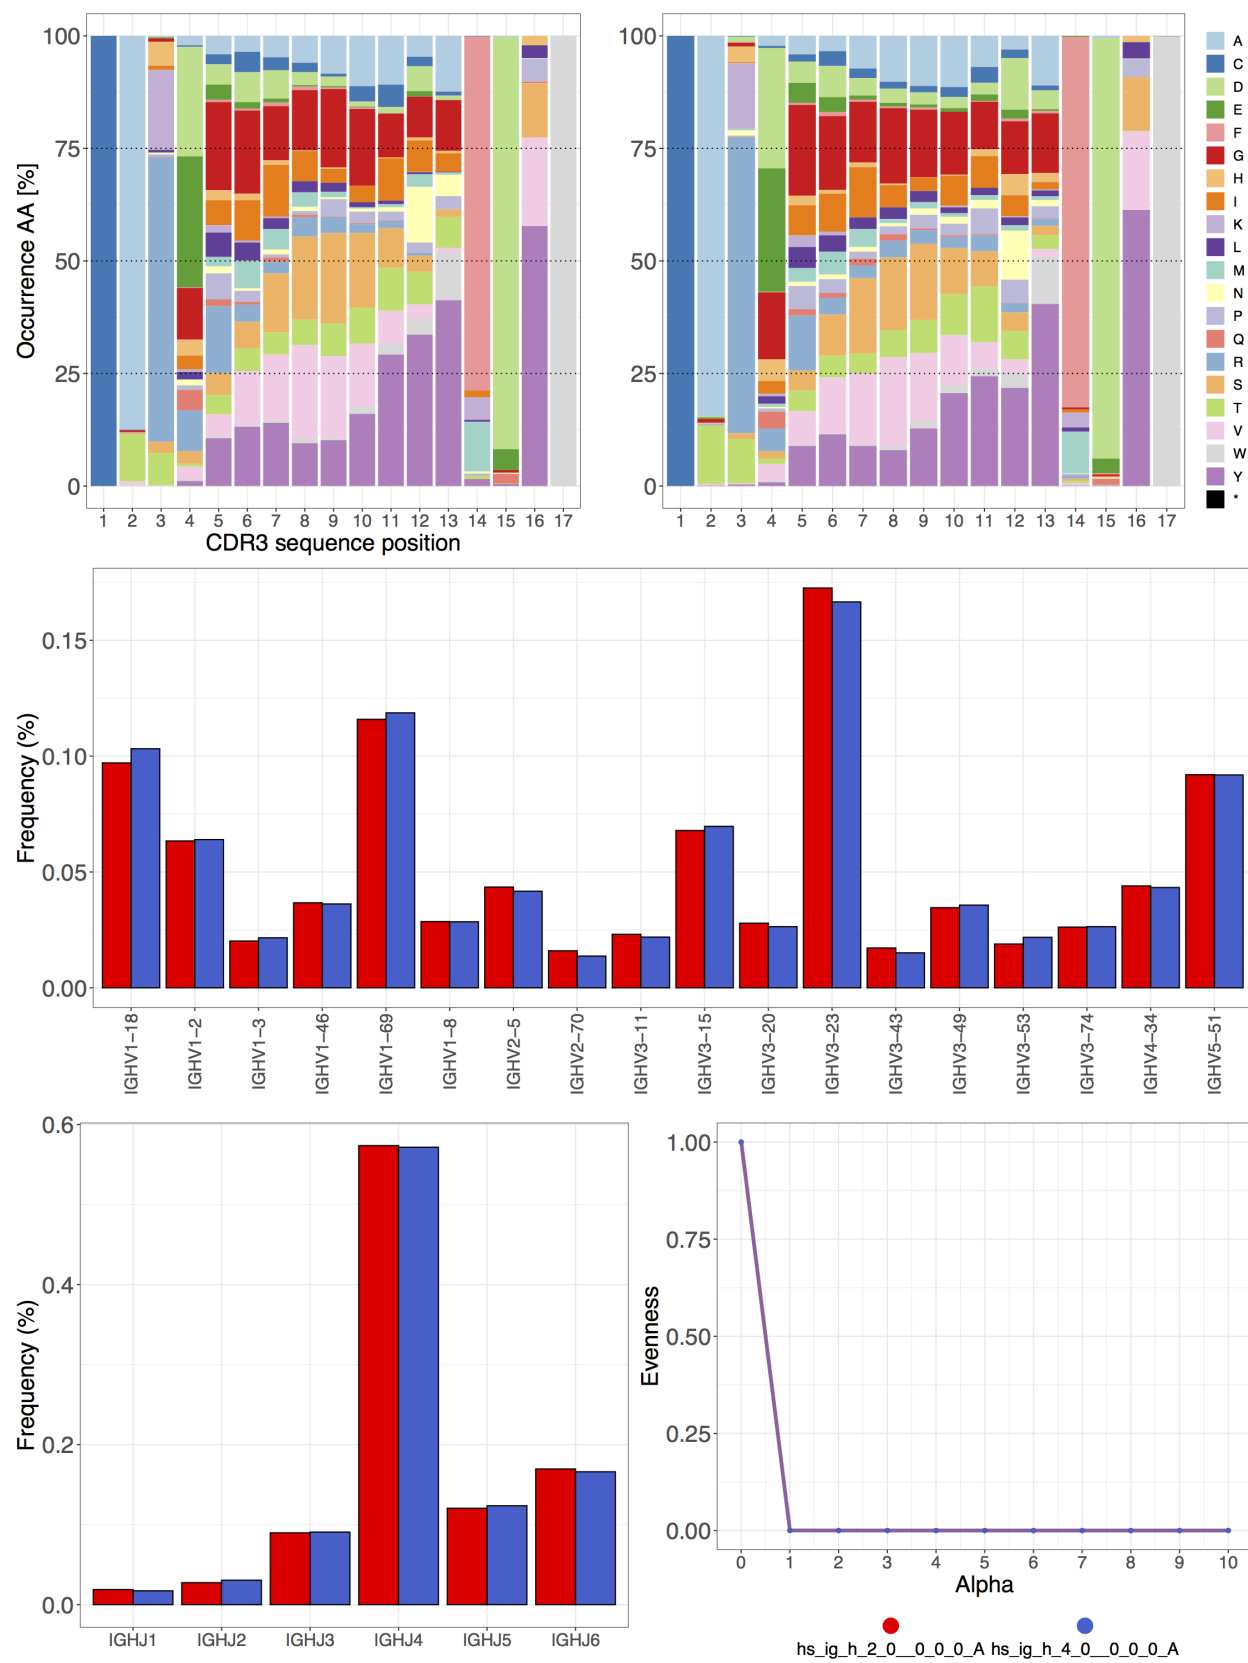 100
75
50
25
0
Occurrence AA [%]
1 2 3 4 5 6 7 8 9 10 11 12 13 14 15 16 17
CDR3 sequence position
100
75
50
25
0
1 2 3 4 5 6 7 8 9 10 11 12 13 14 15 16 17
A
C
D
E
F
G
H
I
K
L
M
N
P
Q
R
S
T
V
W
Y
*
0.15
0.10
0.05
0.00
Frequency (%)
IGHV1−18
IGHV1−2
IGHV1−3
IGHV1−46
IGHV1−69
IGHV1−8
IGHV2−5
IGHV2−70
IGHV3−11
IGHV3−15
IGHV3−20
IGHV3−23
IGHV3−43
IGHV3−49
IGHV3−53
IGHV3−74
IGHV4−34
IGHV5−51
0.6
0.4
0.2
0.0
Frequency (%)
IGHJ1 IGHJ2 IGHJ3 IGHJ4 IGHJ5 IGHJ6
1.00
0.75
0.50
0.25
0.00
Evenness
0 1 2 3 4 5 6 7 8 9 10
Alpha
hs_ig_h_2_0__0_0_0_A hs_ig_h_4_0__0_0_0_A